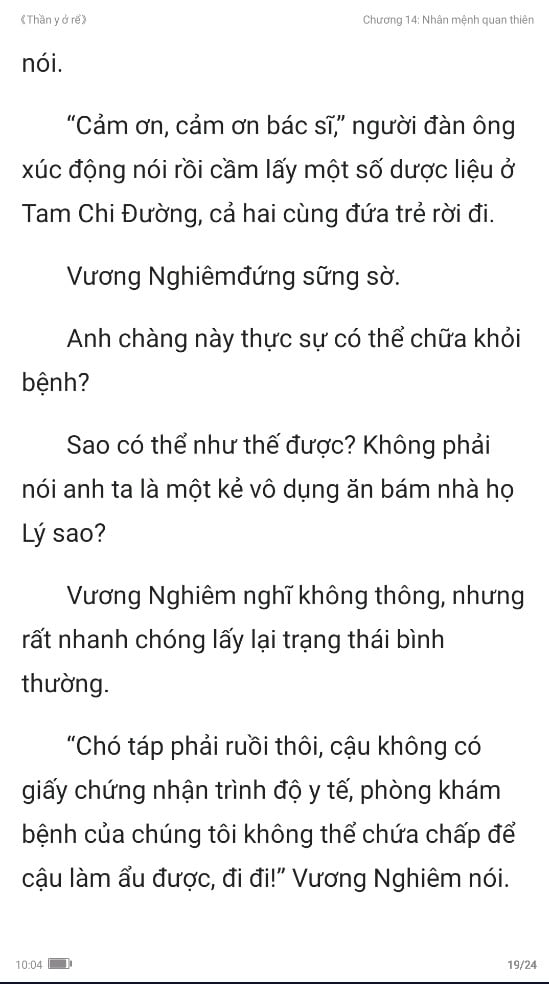 《Thần y ở rể》 Chương 14: Nhân mệnh quan thiên
nói.
“Cảm ơn, cảm ơn bác sĩ,” người đàn ông
xúc động nói rồi cầm lấy một số dược liệu ở
Tam Chi Đường, cả hai cùng đứa trẻ rời đi.
Vương Nghiêmđứng sững sờ.
Anh chàng này thực sự có thể chữa khỏi
bệnh?
Sao có thể như thế được? Không phải
nói anh ta là một kẻ vô dụng ăn bám nhà họ
Lý sao?
Vương Nghiêm nghĩ không thông, nhưng
rất nhanh chóng lấy lại trạng thái bình
thường.
“Chó táp phải ruồi thôi, cậu không có
giấy chứng nhận trình độ y tế, phòng khám
bệnh của chúng tôi không thể chứa chấp để
cậu làm ẩu được, đi đi!” Vương Nghiêm nói.
10:04 19/24